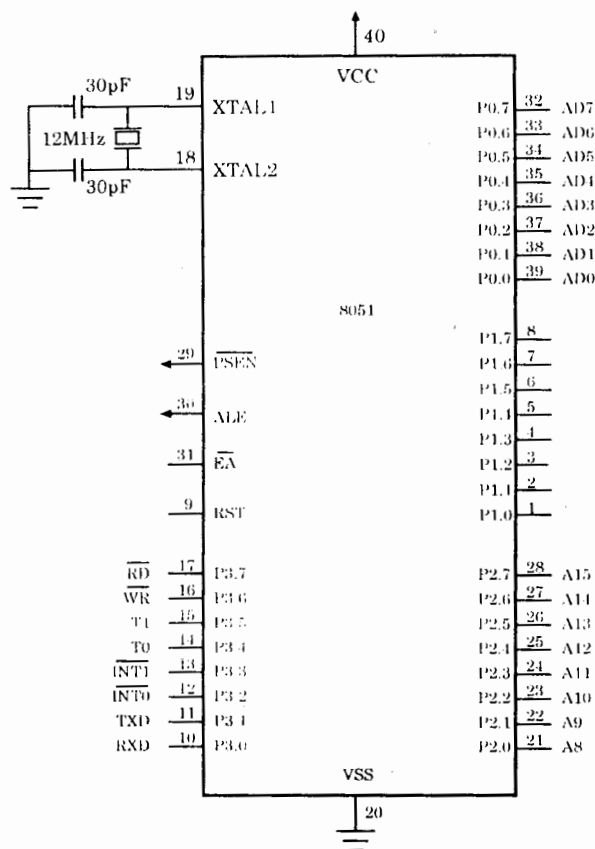 40
VCC
30pF
19 XTAL1
12MHz
18 XTAL2
30pF
P0.7 32 AD7
P0.6 33 AD6
P0.5 34 AD5
P0.4 35 AD4
P0.3 36 AD3
P0.2 37 AD2
P0.1 38 AD1
P0.0 39 AD0
8051
P1.7 8
P1.6 7
P1.5 6
P1.4 5
P1.3 4
P1.2 3
P1.1 2
P1.0 1
29 PSEN
30 ALE
31 EA
9 RST
RD 17 P3.7
WR 16 P3.6
T1 15 P3.5
T0 14 P3.4
INT1 13 P3.3
INT0 12 P3.2
TXD 11 P3.1
RXD 10 P3.0
P2.7 28 A15
P2.6 27 A14
P2.5 26 A13
P2.4 25 A12
P2.3 24 A11
P2.2 23 A10
P2.1 22 A9
P2.0 21 A8
VSS
20